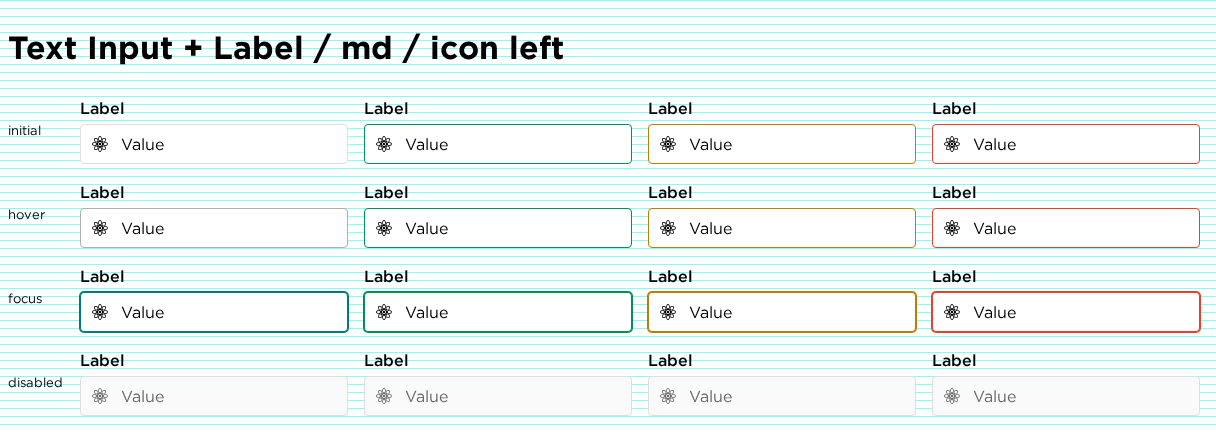 Text Input + Label / md / icon left
Label Label Label Label
initial Value Value Value Value
Label Label Label Label
hover Value Value Value Value
Label Label Label Label
focus Value Value Value Value
Label Label Label Label
disabled Value Value Value Value